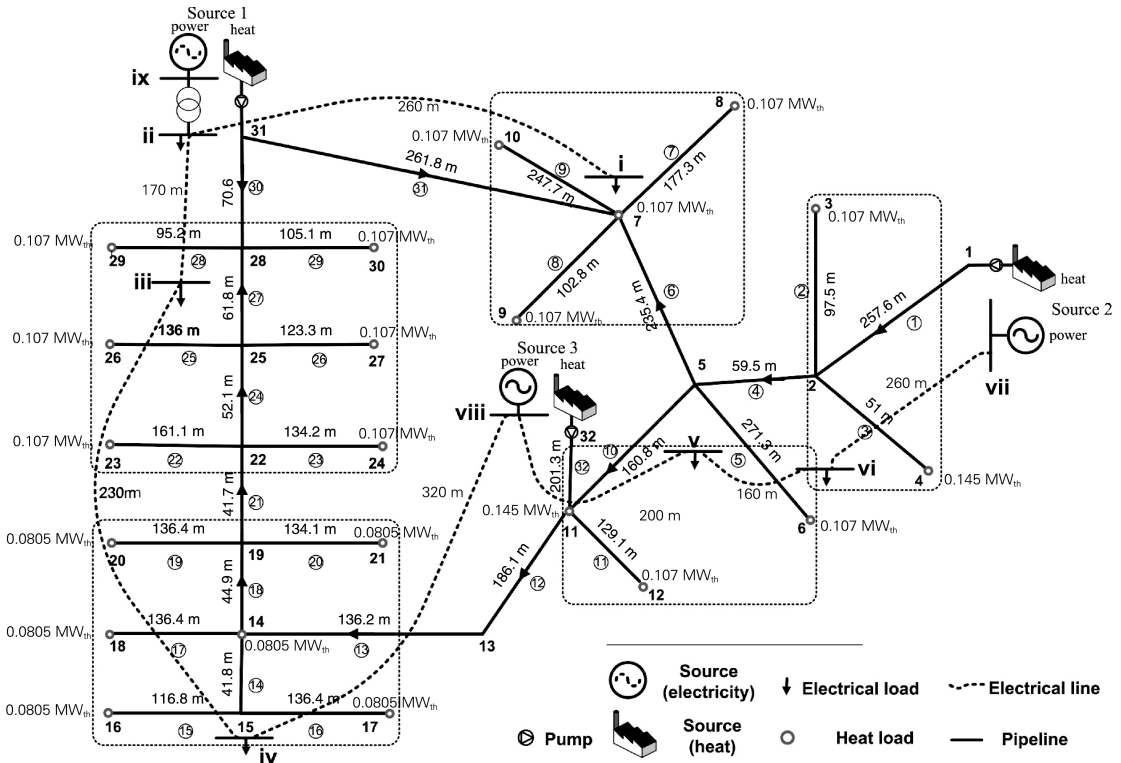 Source 1
power
heat
ix
ii
31
260 m
170 m
70.6
30
261.8 m
31
0.107 MWth
10
9
247.7 m
i
8
0.107 MWth
7
177.3 m
0.107 MWth
7
8
102.8 m
9
0.107 MWth
235.4 m
6
3
0.107 MWth
2
97.5 m
1
heat
257.6 m
1
Source 2
power
vii
260 m
0.107 MWth
95.2 m
105.1 m
0.107 MWth
29
28
28
29
30
iii
61.8 m
27
0.107 MWth
136 m
123.3 m
0.107 MWth
26
25
25
26
27
52.1 m
24
0.107 MWth
161.1 m
134.2 m
0.107 MWth
23
22
22
23
24
230m
41.7 m
21
0.0805 MWth
136.4 m
134.1 m
0.0805 MWth
20
19
19
20
21
44.9 m
18
0.0805 MWth
136.4 m
14
136.2 m
18
17
0.0805 MWth
13
13
41.8 m
14
0.0805 MWth
116.8 m
136.4 m
0.0805 MWth
16
15
15
16
17
iv
Source 3
power
heat
viii
32
201.3 m
32
320 m
5
59.5 m
4
2
51 m
3
4
0.145 MWth
10
160.8 m
v
5
271.3 m
vi
160 m
6
0.107 MWth
0.145 MWth
11
200 m
129.1 m
11
0.107 MWth
12
186.1 m
12
Source
(electricity)
Electrical load
Electrical line
Pump
Source
(heat)
Heat load
Pipeline